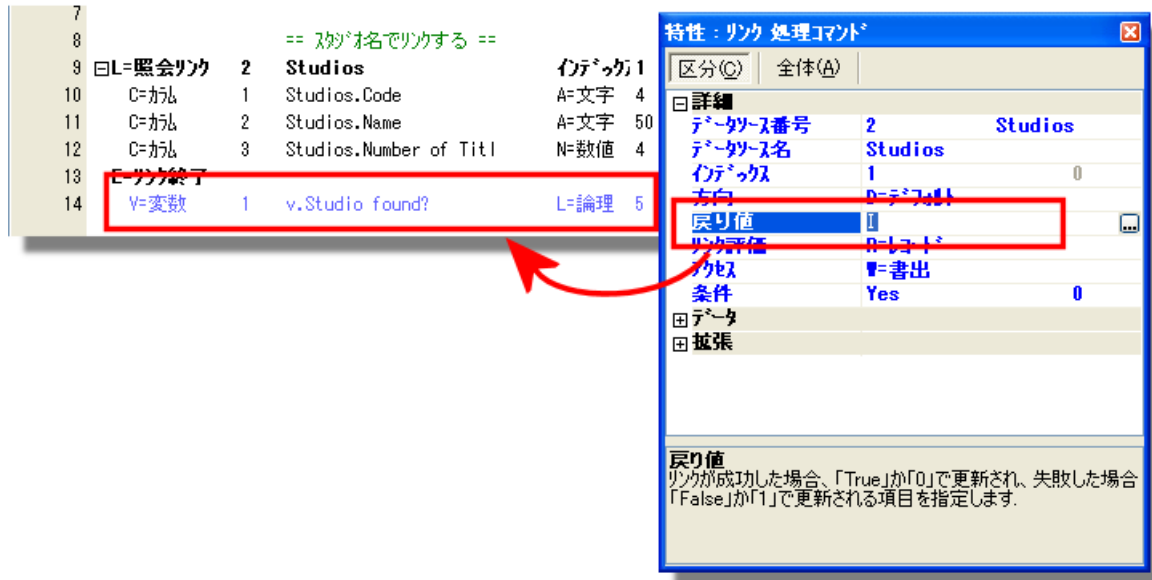 7
8 == ｽﾀｼﾞｵ名でﾘﾝｸする ==
9 L=照会ﾘﾝｸ 2 Studios ｲﾝﾃﾞｯｸｽ 1
10 C=ｶﾗﾑ 1 Studios.Code A=文字 4
11 C=ｶﾗﾑ 2 Studios.Name A=文字 50
12 C=ｶﾗﾑ 3 Studios.Number of Titl N=数値 4
13 E=ﾘﾝｸ終了
14 V=変数 1 v.Studio found? L=論理 5
特性：ﾘﾝｸ 処理ｺﾏﾝﾄﾞ
区分(C) 全体(A)
詳細
ﾃﾞｰﾀｿｰｽ番号 2 Studios
ﾃﾞｰﾀｿｰｽ名 Studios
ｲﾝﾃﾞｯｸｽ 1 0
方向 D=ﾃﾞﾌｫﾙﾄ
戻り値 I
ﾘﾝｸ評価 R=ﾚｺｰﾄﾞ
ｱｸｾｽ W=書出
条件 Yes 0
ﾃﾞｰﾀ
拡張
戻り値
ﾘﾝｸが成功した場合、「True」か「0」で更新され、失敗した場合
「False」か「1」で更新される項目を指定します.